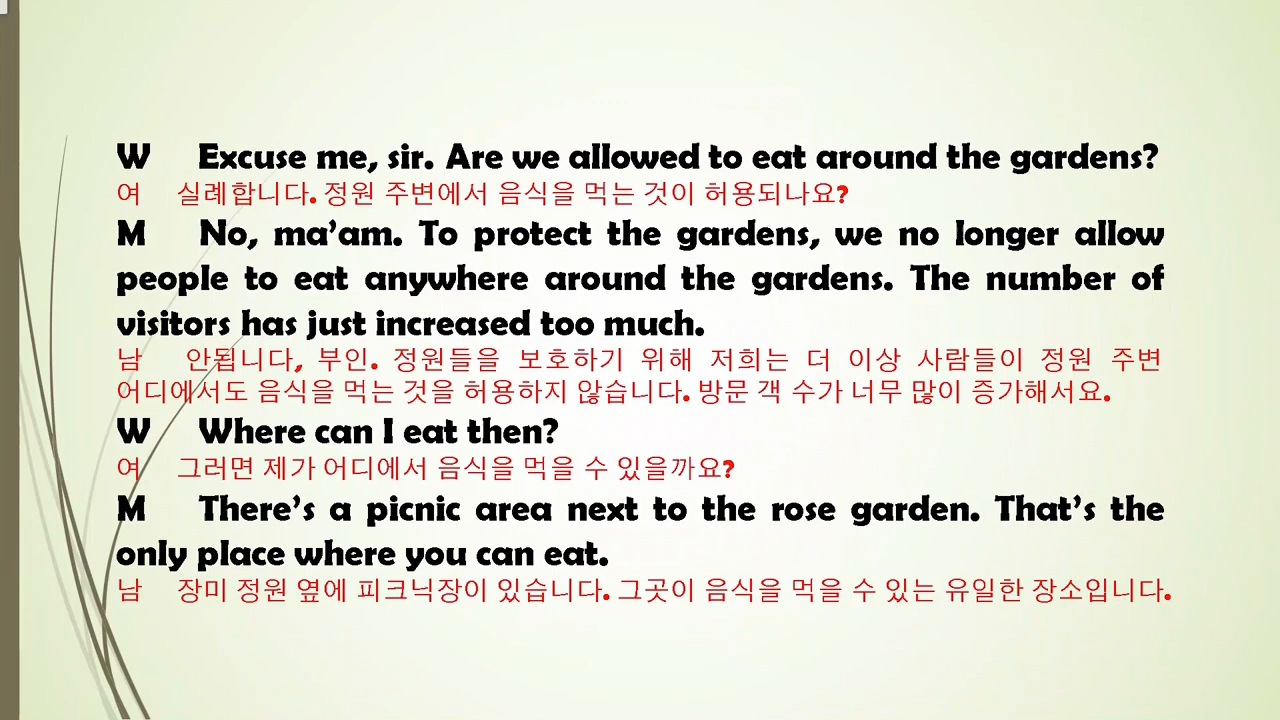 W Excuse me, sir. Are we allowed to eat around the gardens?
여 실례합니다. 정원 주변에서 음식을 먹는 것이 허용되나요?
M No, ma’am. To protect the gardens, we no longer allow
people to eat anywhere around the gardens. The number of
visitors has just increased too much.
남 안됩니다, 부인. 정원들을 보호하기 위해 저희는 더 이상 사람들이 정원 주변
어디에서도 음식을 먹는 것을 허용하지 않습니다. 방문 객 수가 너무 많이 증가해서요.
W Where can I eat then?
여 그러면 제가 어디에서 음식을 먹을 수 있을까요?
M There’s a picnic area next to the rose garden. That’s the
only place where you can eat.
남 장미 정원 옆에 피크닉장이 있습니다. 그곳이 음식을 먹을 수 있는 유일한 장소입니다.